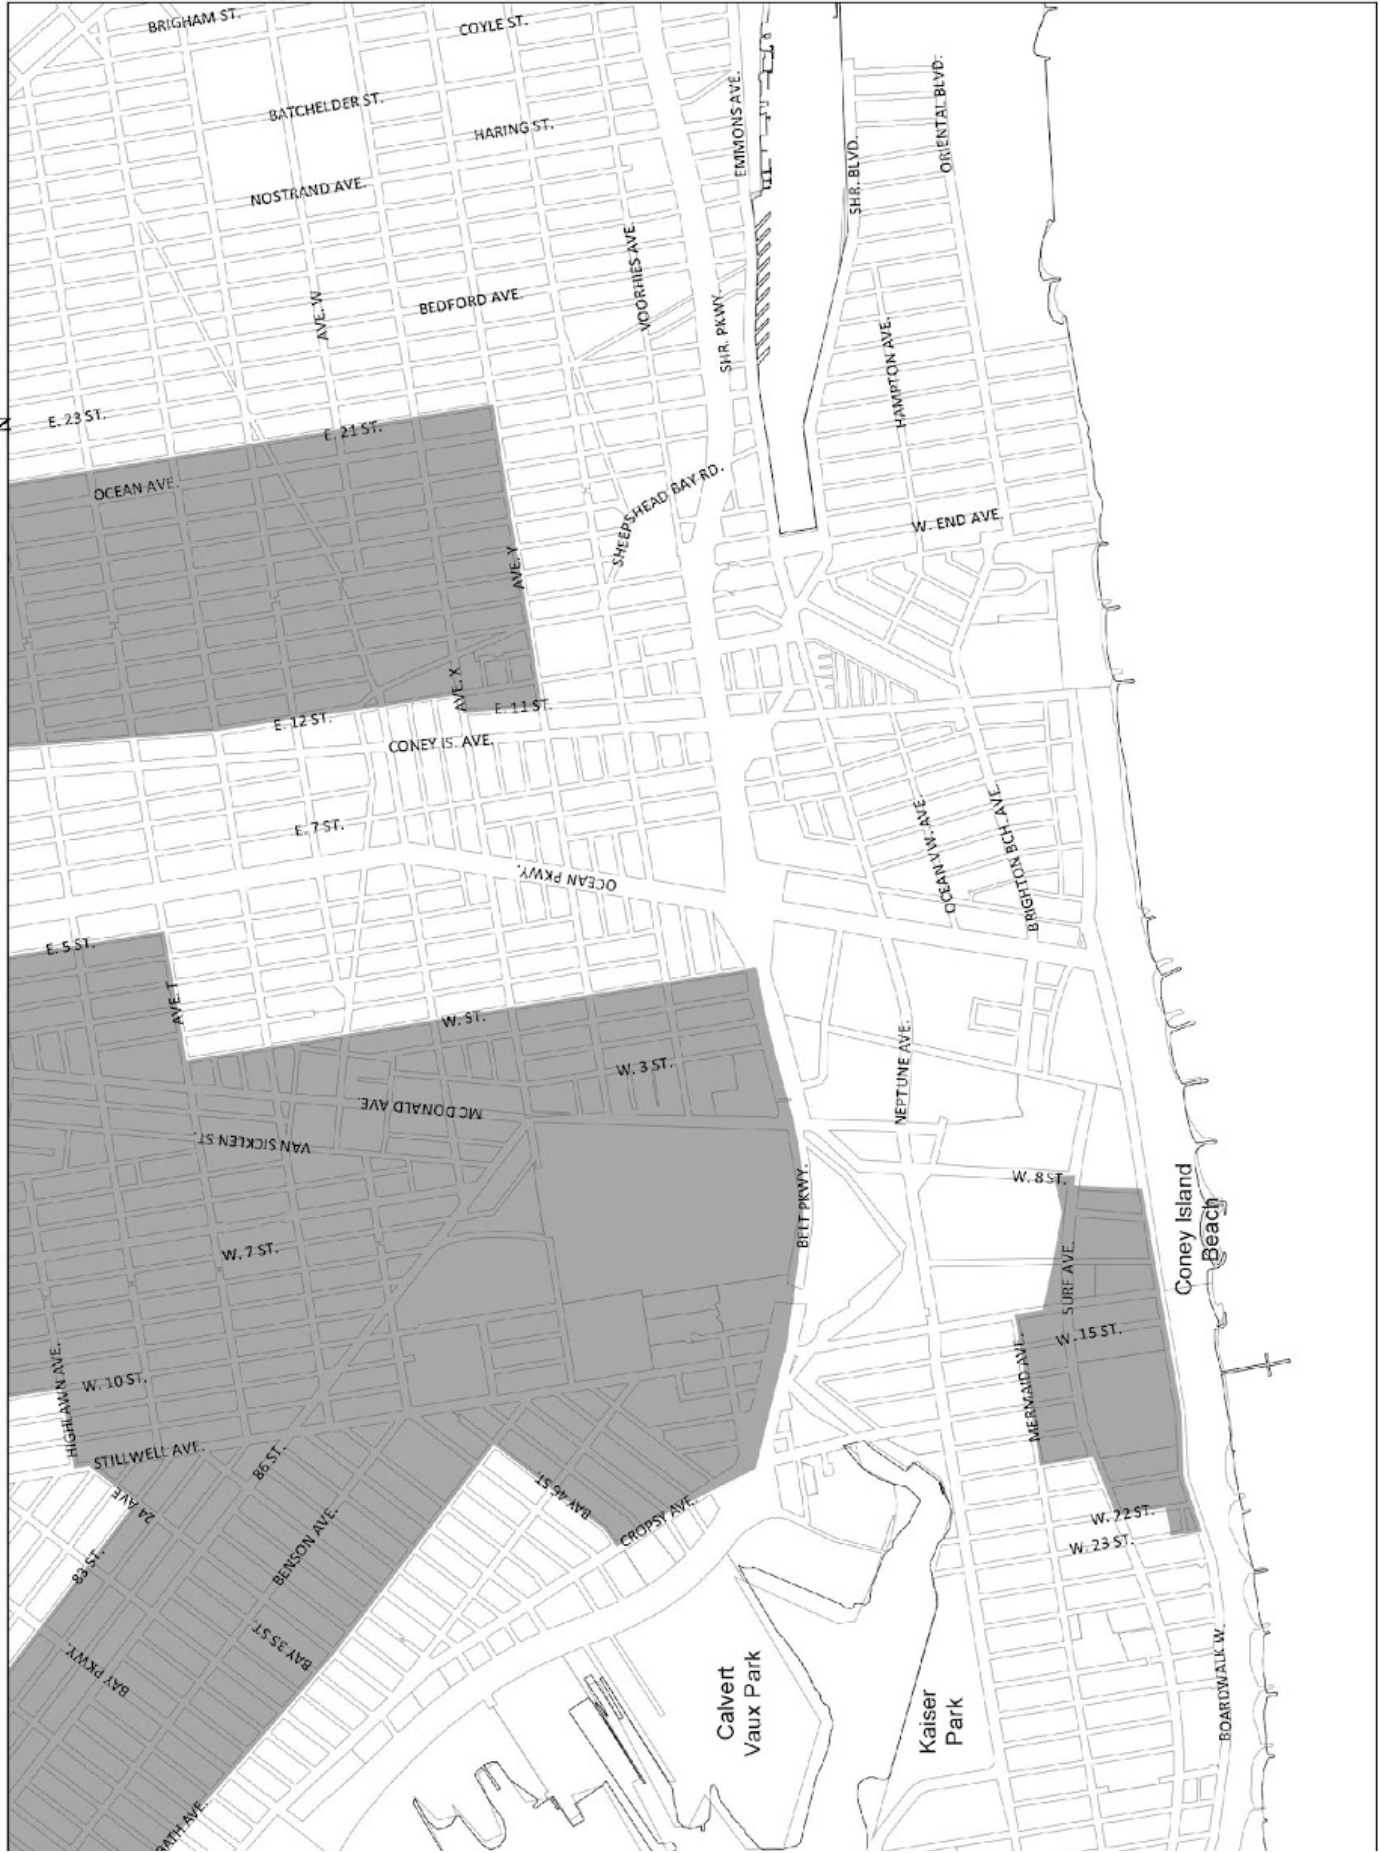 BRIGHAM ST.
COYLE ST.
BATCHELDER ST.
HARING ST.
EMMONS AVE.
ORIENTAL BLVD.
SHR. BLVD.
NOSTRAND AVE.
VOORHIES AVE.
AVE. W
BEDFORD AVE.
SHR. PKWY.
HAMPTON AVE.
E. 23 ST.
E. 21 ST.
OCEAN AVE.
SHEEPSHEAD BAY RD.
W. END AVE.
AVE. Y
AVE. X
E. 11 ST.
E. 12 ST.
CONEY IS. AVE.
E. 7 ST.
OCEAN PKWY.
OCEAN VW. AVE.
BRIGHTON BCH. AVE.
E. 5 ST.
AVE. T
W. ST.
W. 3 ST.
NEPTUNE AVE.
MC DONALD AVE
VAN SICKLEN ST.
BELT PKWY.
W. 8 ST.
Coney Island
Beach
W. 7 ST.
SURF AVE.
W. 15 ST.
MERMAID AVE.
HIGHLAWN AVE.
W. 10 ST.
STILLWELL AVE.
86 ST.
24 AVE
BAY 46 ST.
CROPSY AVE.
W. 22 ST.
W. 23 ST.
83 ST.
BENSON AVE.
BAY 35 ST.
BAY PKWY.
Calvert
Vaux Park
Kaiser
Park
BOARDWALK W.
BATH AVE.